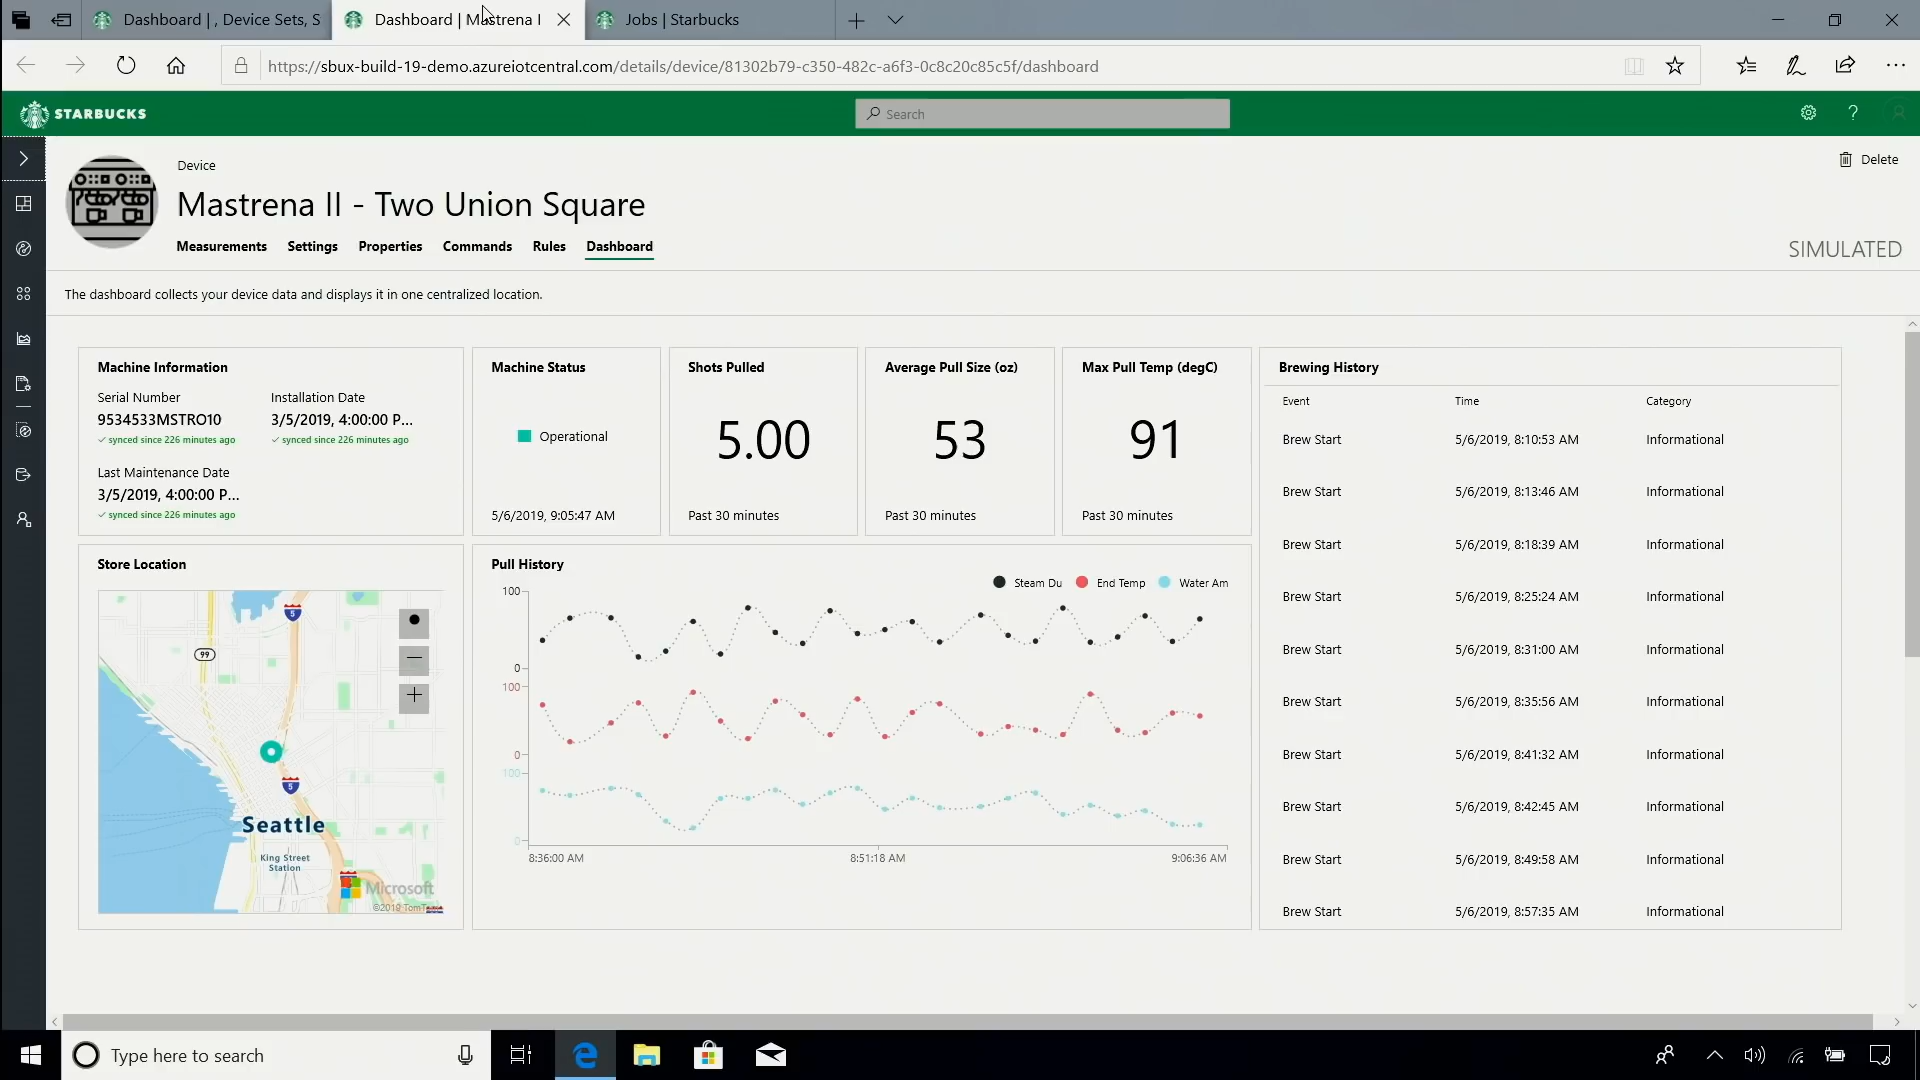 Dashboard | , Device Sets, S
Dashboard | Mastrena I
Jobs | Starbucks
https://sbux-build-19-demo.azureiotcentral.com/details/device/81302b79-c350-482c-a6f3-0c8c20c85c5f/dashboard
STARBUCKS
Search
?
Device
Delete
Mastrena II - Two Union Square
Measurements Settings Properties Commands Rules Dashboard
SIMULATED
The dashboard collects your device data and displays it in one centralized location.
Machine Information
Serial Number Installation Date
9534533MSTRO10 3/5/2019, 4:00:00 P...
synced since 226 minutes ago synced since 226 minutes ago
Last Maintenance Date
3/5/2019, 4:00:00 P...
synced since 226 minutes ago
Machine Status
Operational
5/6/2019, 9:05:47 AM
Shots Pulled
5.00
Past 30 minutes
Average Pull Size (oz)
53
Past 30 minutes
Max Pull Temp (degC)
91
Past 30 minutes
Brewing History
Event Time Category
Brew Start 5/6/2019, 8:10:53 AM Informational
Brew Start 5/6/2019, 8:13:46 AM Informational
Brew Start 5/6/2019, 8:18:39 AM Informational
Brew Start 5/6/2019, 8:25:24 AM Informational
Brew Start 5/6/2019, 8:31:00 AM Informational
Brew Start 5/6/2019, 8:35:56 AM Informational
Brew Start 5/6/2019, 8:41:32 AM Informational
Brew Start 5/6/2019, 8:42:45 AM Informational
Brew Start 5/6/2019, 8:49:58 AM Informational
Brew Start 5/6/2019, 8:57:35 AM Informational
Store Location
5
99
5
Seattle
King Street
Station
Microsoft
©2019 TomT
Pull History
Steam Du End Temp Water Am
100
0
100
0
100
0
8:36:00 AM 8:51:18 AM 9:06:36 AM
Type here to search